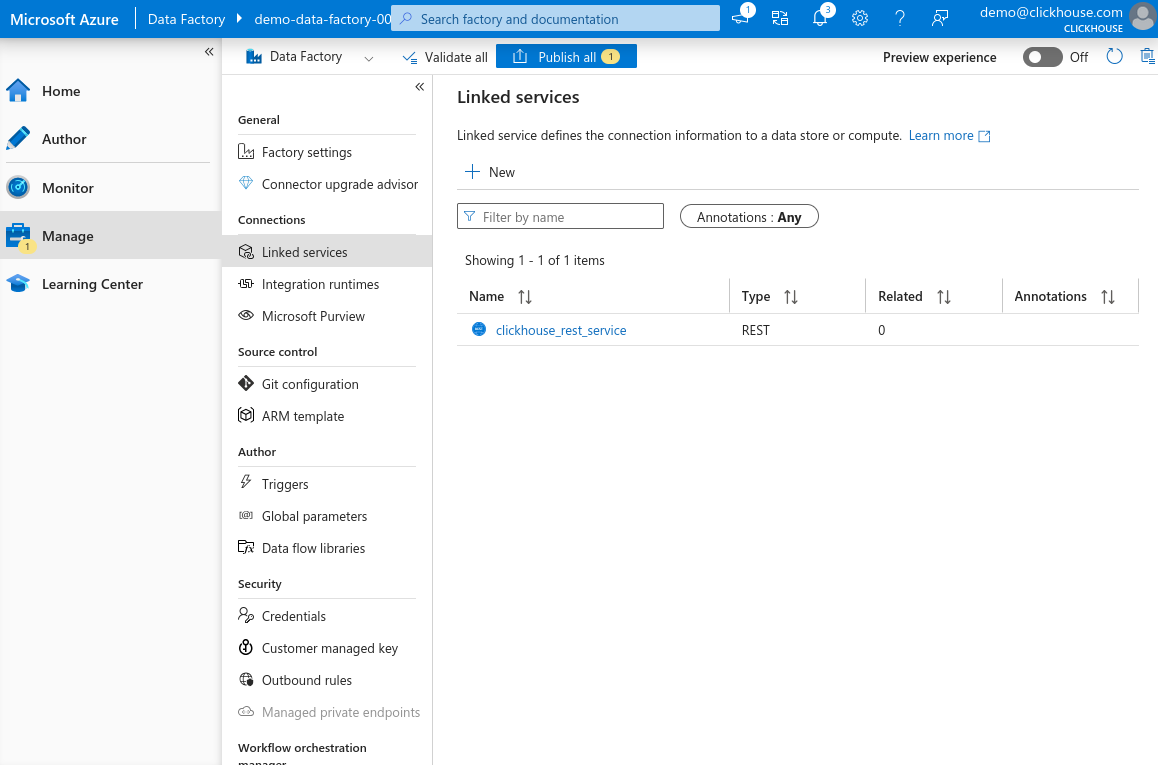 Microsoft Azure
Data Factory
demo-data-factory-00
Search factory and documentation
1
3
demo@clickhouse.com
CLICKHOUSE
Home
Author
Monitor
Manage
1
Learning Center
Data Factory
Validate all
Publish all 1
Preview experience
Off
General
Factory settings
Connector upgrade advisor
Connections
Linked services
Integration runtimes
Microsoft Purview
Source control
Git configuration
ARM template
Author
Triggers
Global parameters
Data flow libraries
Security
Credentials
Customer managed key
Outbound rules
Managed private endpoints
Workflow orchestration
manager
Linked services
Linked service defines the connection information to a data store or compute. Learn more
New
Filter by name
Annotations : Any
Showing 1 - 1 of 1 items
Name Type Related Annotations
clickhouse_rest_service REST 0